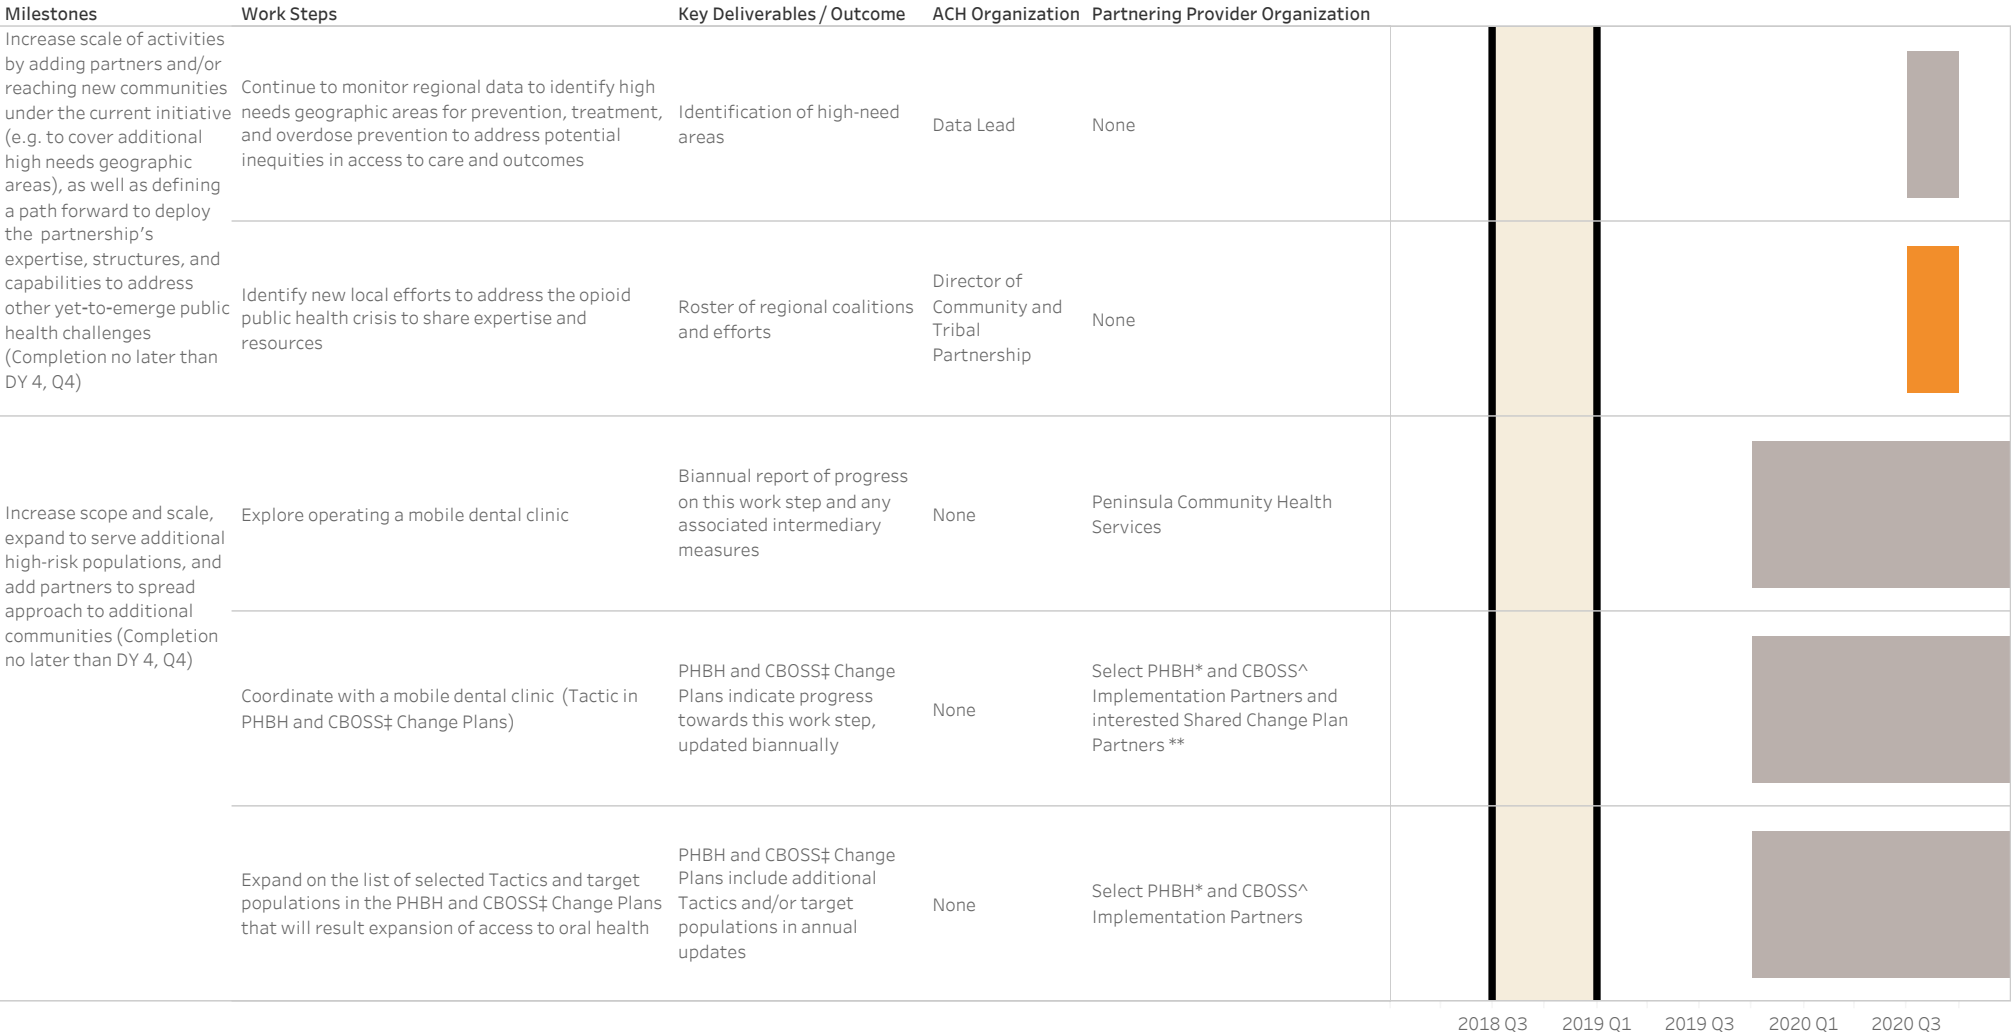 Milestones
Work Steps
Key Deliverables / Outcome
ACH Organization
Partnering Provider Organization
Increase scale of activities
by adding partners and/or
reaching new communities
under the current initiative
(e.g. to cover additional
high needs geographic
areas), as well as defining
a path forward to deploy
the  partnership's
expertise, structures, and
capabilities to address
other yet-to-emerge public
health challenges
(Completion no later than
DY 4, Q4)
Continue to monitor regional data to identify high
needs geographic areas for prevention, treatment,
and overdose prevention to address potential
inequities in access to care and outcomes
Identification of high-need
areas
Data Lead
None
Identify new local efforts to address the opioid
public health crisis to share expertise and
resources
Roster of regional coalitions
and efforts
Director of
Community and
Tribal
Partnership
None
Increase scope and scale,
expand to serve additional
high-risk populations, and
add partners to spread
approach to additional
communities (Completion
no later than DY 4, Q4)
Explore operating a mobile dental clinic
Biannual report of progress
on this work step and any
associated intermediary
measures
None
Peninsula Community Health
Services
Coordinate with a mobile dental clinic  (Tactic in
PHBH and CBOSS‡ Change Plans)
PHBH and CBOSS‡ Change
Plans indicate progress
towards this work step,
updated biannually
None
Select PHBH* and CBOSS^
Implementation Partners and
interested Shared Change Plan
Partners **
Expand on the list of selected Tactics and target
populations in the PHBH and CBOSS‡ Change Plans
that will result expansion of access to oral health
PHBH and CBOSS‡ Change
Plans include additional
Tactics and/or target
populations in annual
updates
None
Select PHBH* and CBOSS^
Implementation Partners
2018 Q3
2019 Q1
2019 Q3
2020 Q1
2020 Q3